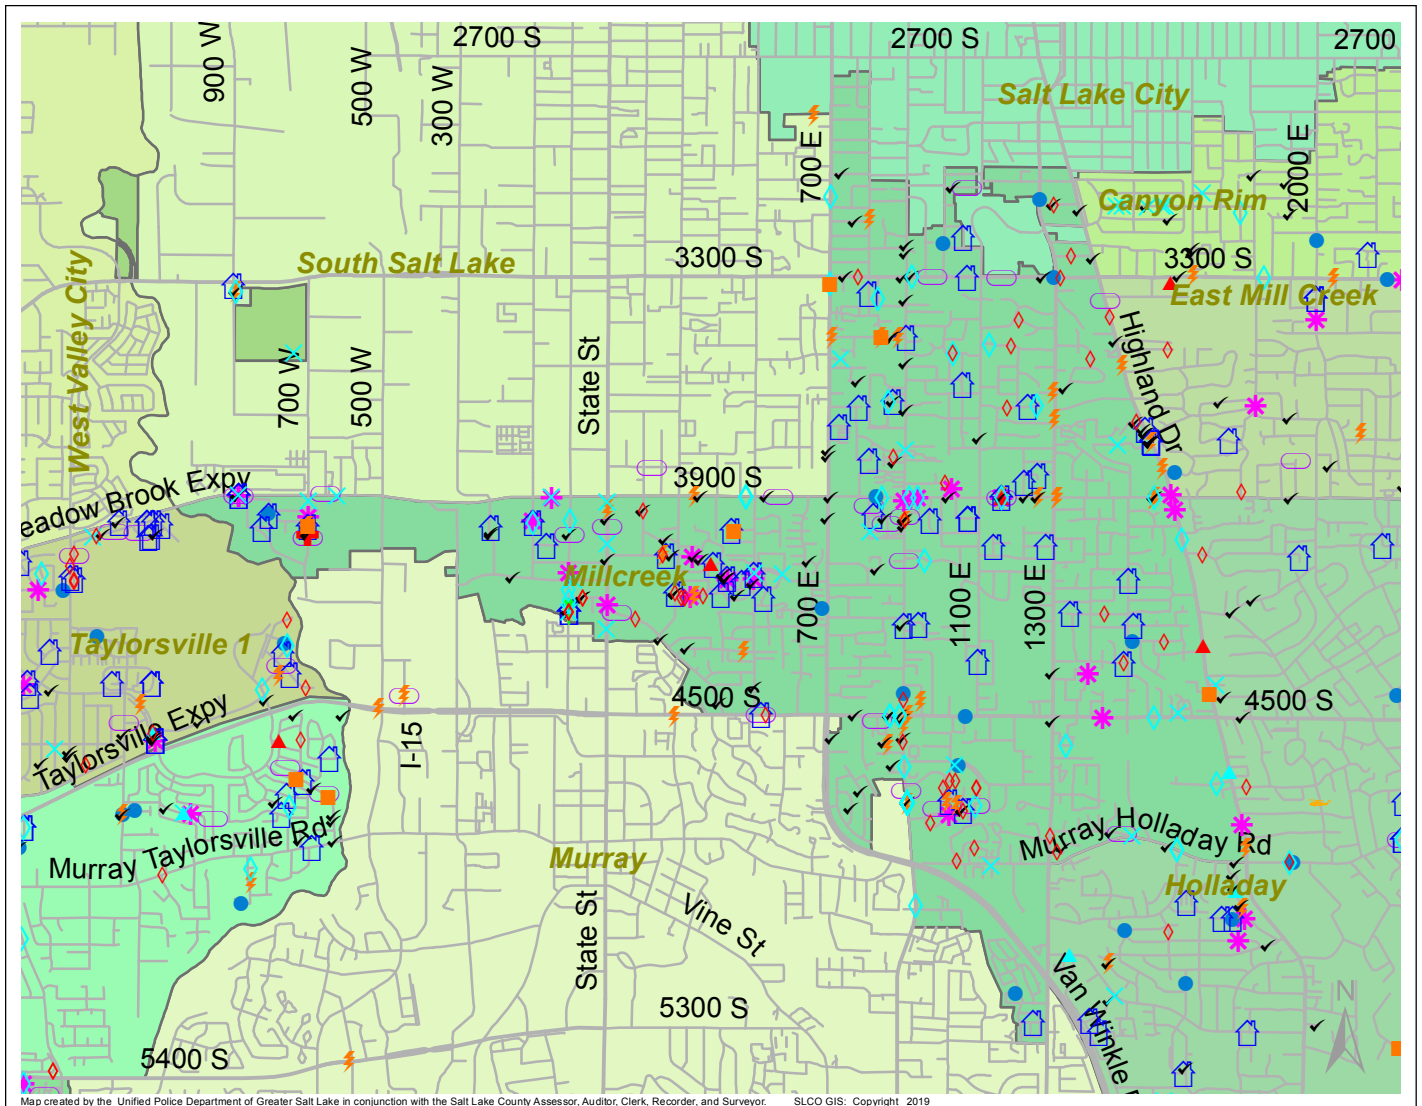 2700 S
2700 S
2700
900 W
500 W
300 W
Salt Lake City
700 E
2000 E
Canyon Rim
West Valley City
South Salt Lake
3300 S
3300 S
East Mill Creek
Highland Dr
700 W
500 W
State St
3900 S
eadow Brook Expy
Millcreek
700 E
1100 E
1300 E
Taylorsville 1
4500 S
4500 S
Taylorsville Expy
I-15
Murray Taylorsville Rd
Murray Holladay Rd
Murray
Holladay
State St
Vine St
Van Winkle
N
5300 S
5400 S
Map created by the Unified Police Department of Greater Salt Lake in conjunction with the Salt Lake County Assessor, Auditor, Clerk, Recorder, and Surveyor. SLCO GIS: Copyright 2019